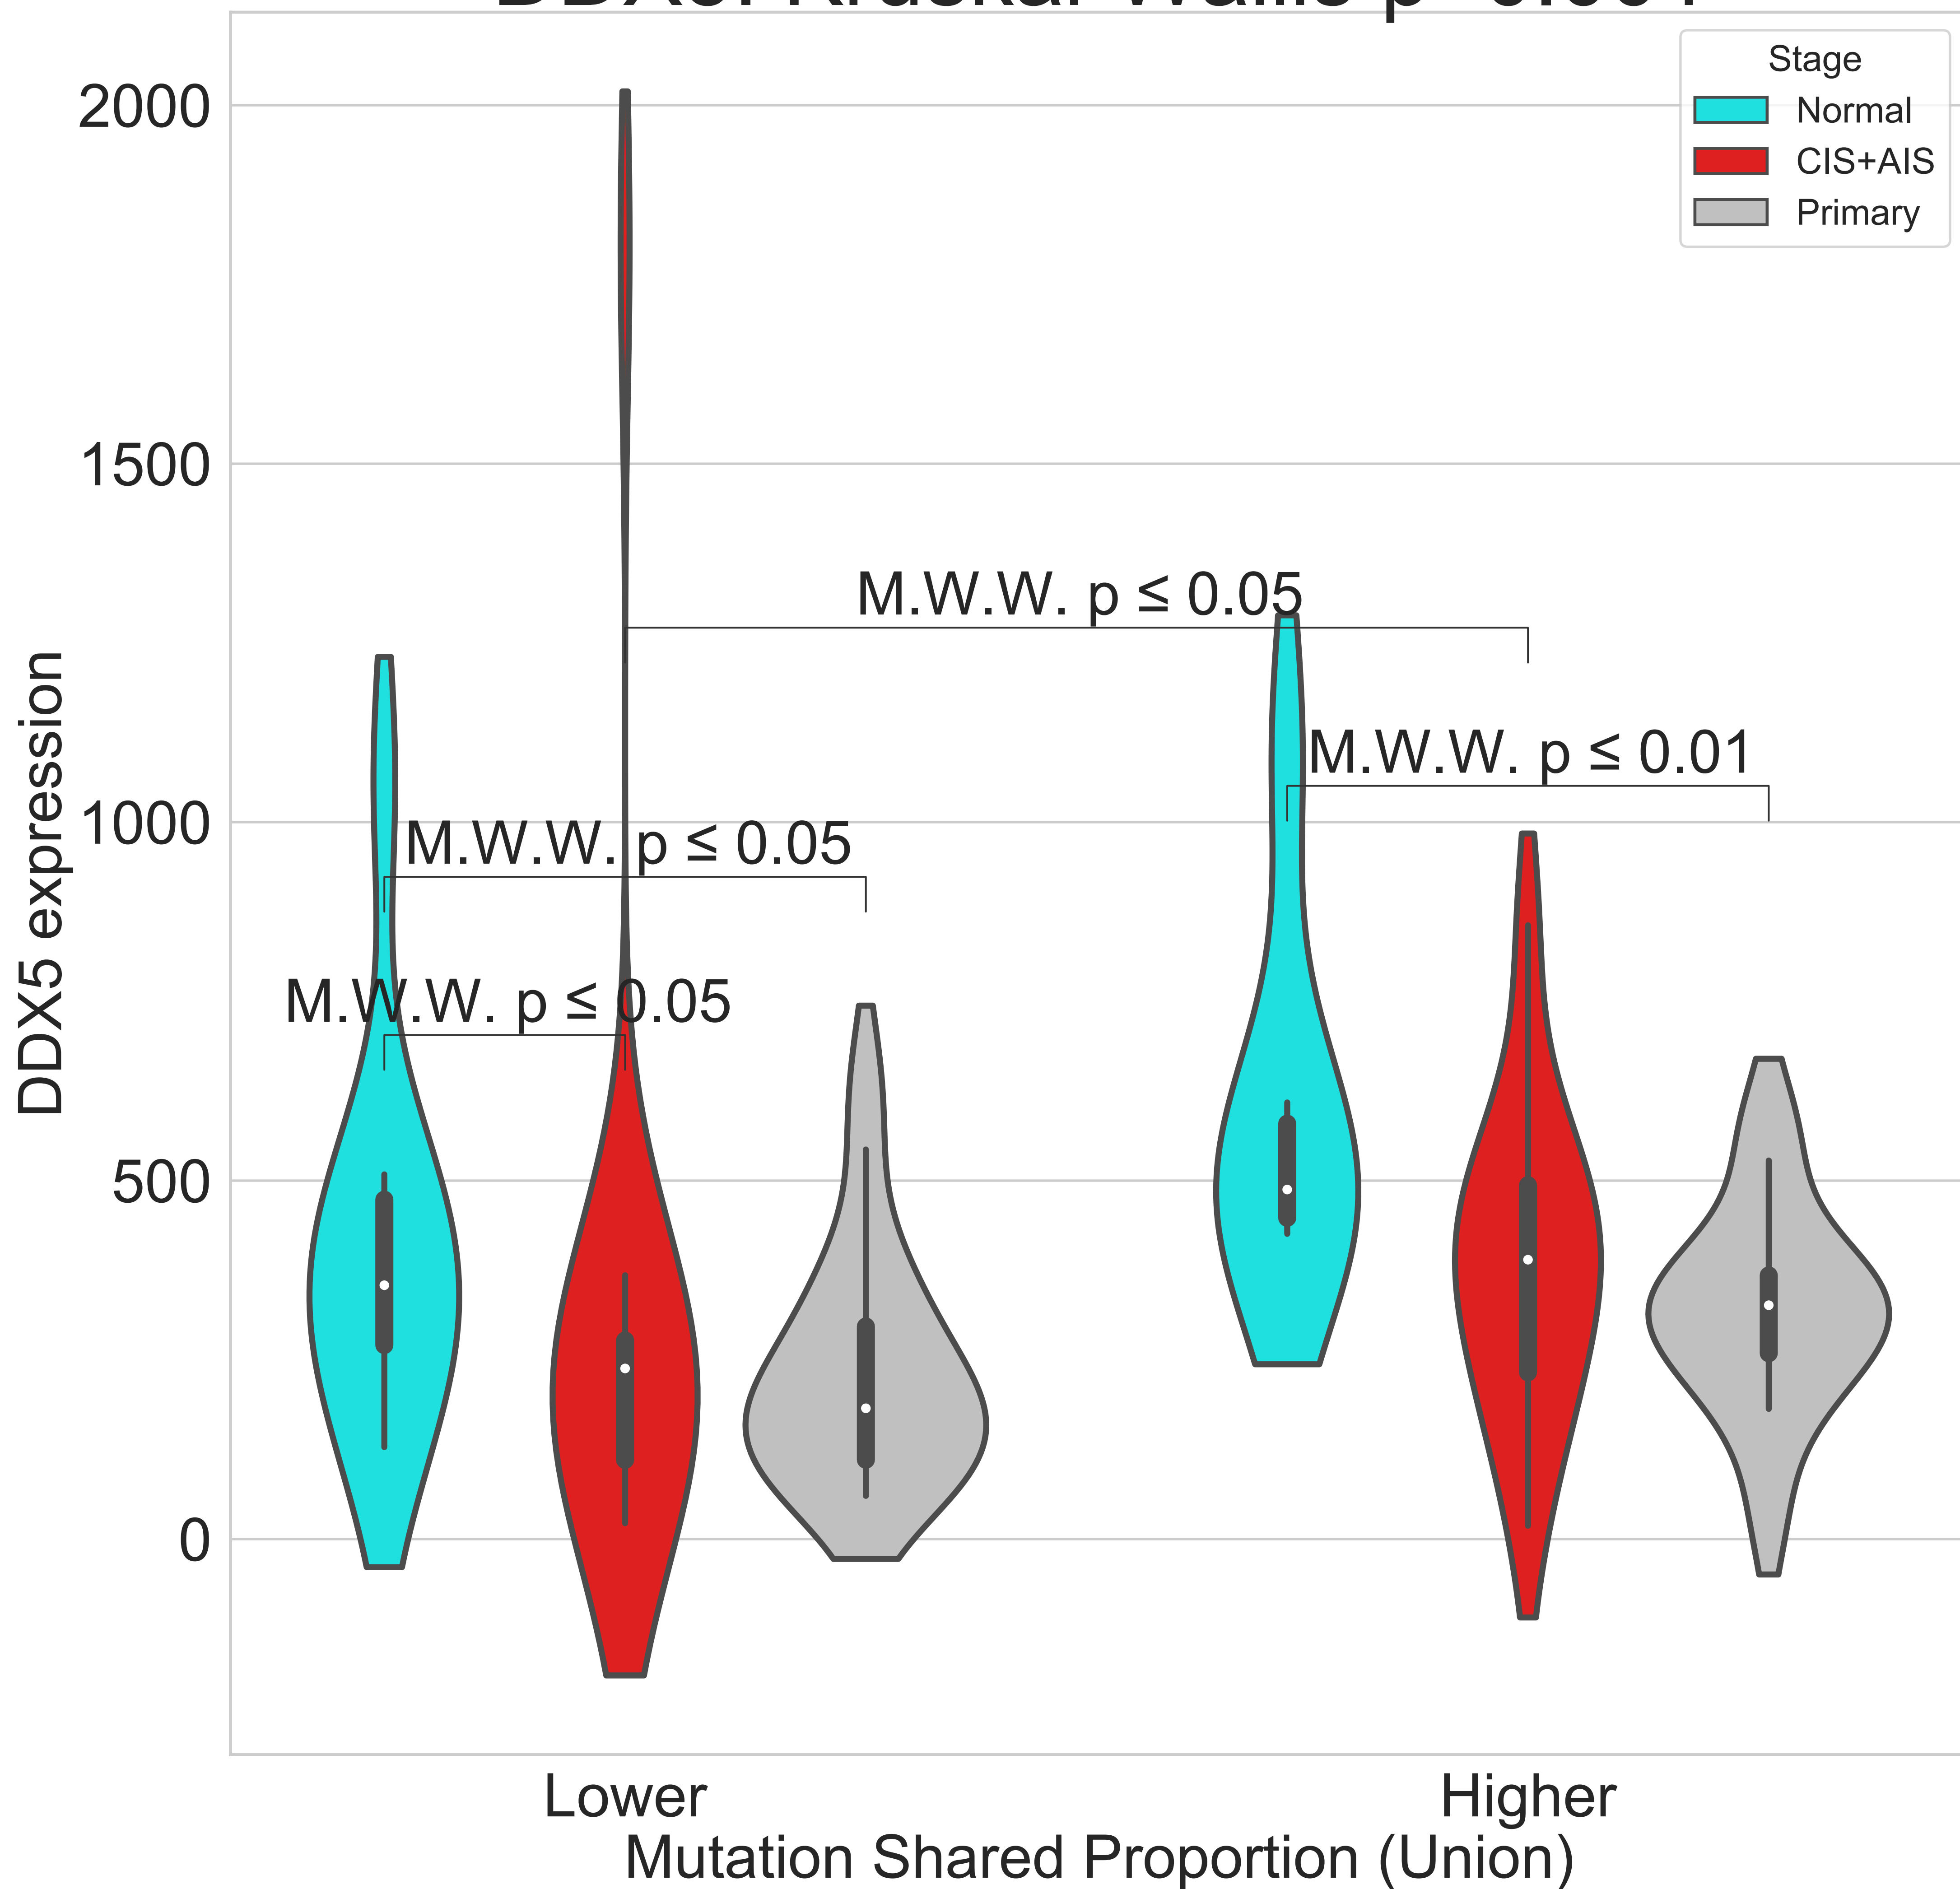 Stage
Normal
CIS+AIS
Primary
2000
1500
1000
500
0
DDX5 expression
M.W.W. p ≤ 0.05
M.W.W. p ≤ 0.01
M.W.W. p ≤ 0.05
M.W.W. p ≤ 0.05
Lower
Higher
Mutation Shared Proportion (Union)